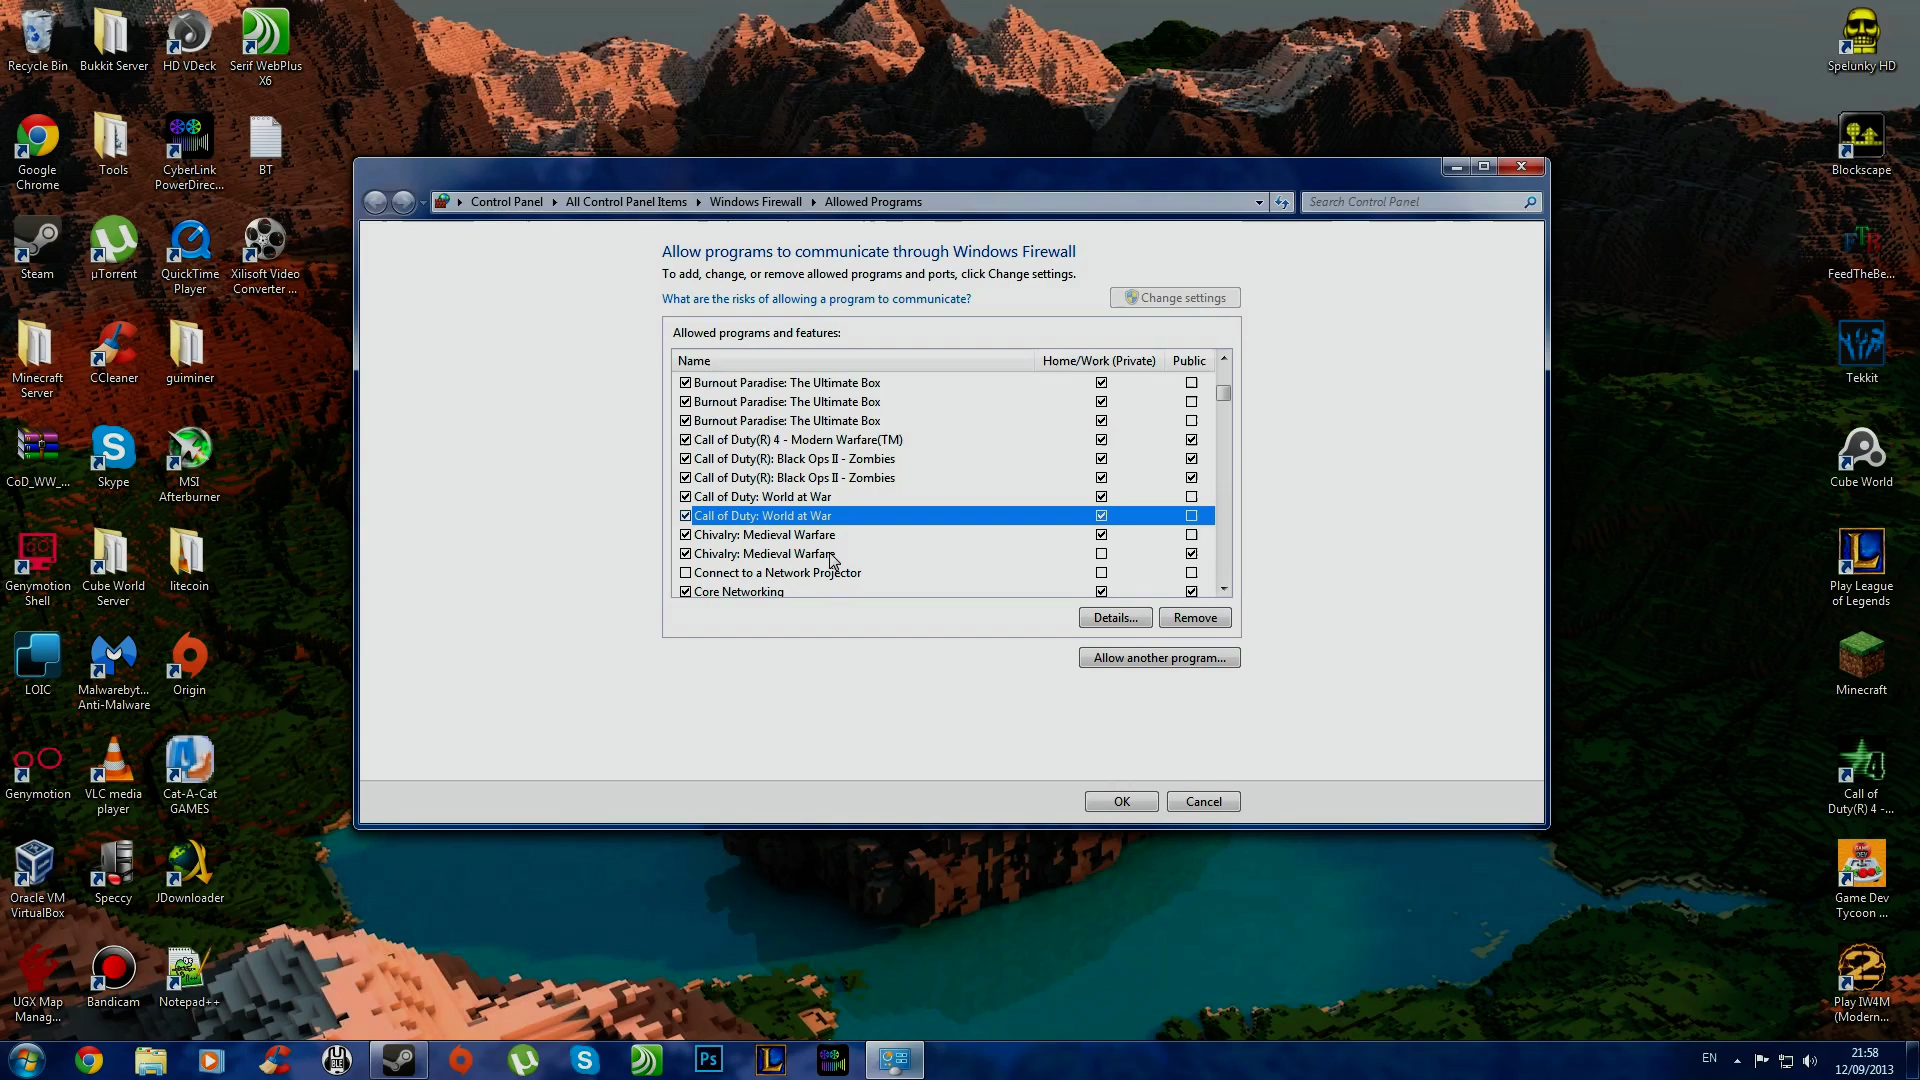 Recycle Bin
Bukkit Server
HD VDeck
Serif WebPlus
X6
Spelunky HD
Google
Chrome
Tools
CyberLink
PowerDirec...
BT
Blockscape
Steam
µTorrent
QuickTime
Player
Xilisoft Video
Converter ...
FTB
FeedTheBe...
Minecraft
Server
CCleaner
guiminer
Tekkit
CoD_WW_...
Skype
MSI
Afterburner
Cube World
Genymotion
Shell
Cube World
Server
litecoin
Play League
of Legends
LOIC
Malwarebyt...
Anti-Malware
Origin
Minecraft
Genymotion
VLC media
player
Cat-A-Cat
GAMES
Call of
Duty(R) 4 -...
Oracle VM
VirtualBox
Speccy
JDownloader
Game Dev
Tycoon ...
UGX Map
Manag...
Bandicam
Notepad++
Play IW4M
(Modern...
Control Panel
All Control Panel Items
Windows Firewall
Allowed Programs
Search Control Panel
Allow programs to communicate through Windows Firewall
To add, change, or remove allowed programs and ports, click Change settings.
What are the risks of allowing a program to communicate?
Change settings
Allowed programs and features:
Name Home/Work (Private) Public
Burnout Paradise: The Ultimate Box
Burnout Paradise: The Ultimate Box
Burnout Paradise: The Ultimate Box
Call of Duty(R) 4 - Modern Warfare(TM)
Call of Duty(R): Black Ops II - Zombies
Call of Duty(R): Black Ops II - Zombies
Call of Duty: World at War
Call of Duty: World at War
Chivalry: Medieval Warfare
Chivalry: Medieval Warfare
Connect to a Network Projector
Core Networking
Details...
Remove
Allow another program...
OK
Cancel
Ps
EN
21:58
12/09/2013